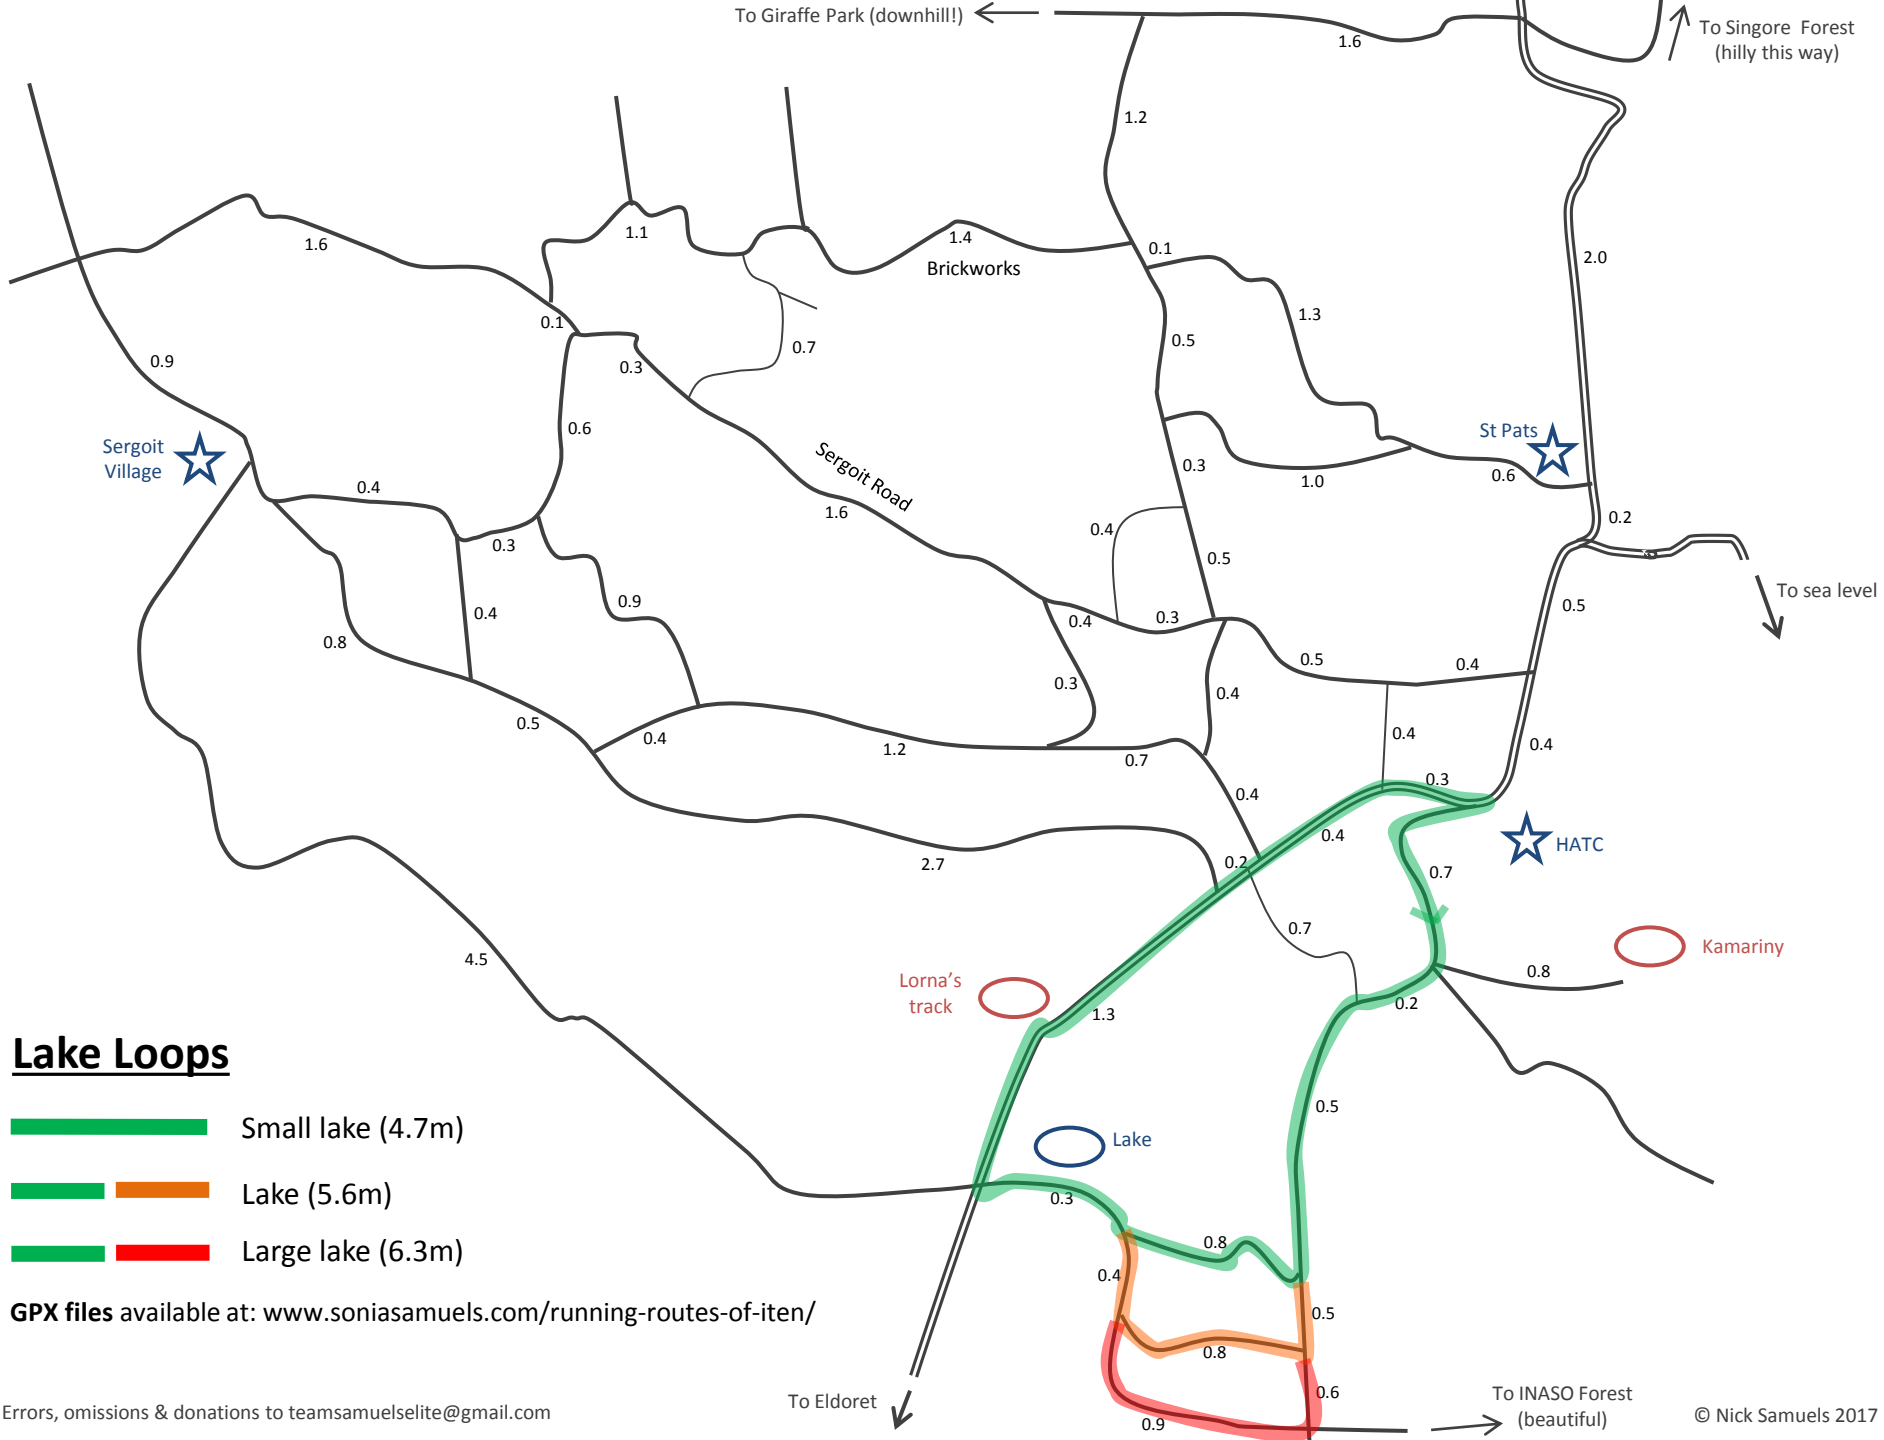 To Giraffe Park (downhill!)
1.6
To Singore Forest
(hilly this way)
1.2
1.6
1.1
1.4
Brickworks
0.1
2.0
0.1
1.3
0.9
0.3
0.7
0.5
Sergoit
Village
0.6
Sergoit Road
1.6
St Pats
0.4
0.3
1.0
0.6
0.3
0.4
0.5
0.2
0.5
To sea level
0.8
0.4
0.9
0.4
0.3
0.3
0.4
0.5
0.4
0.5
0.4
1.2
0.7
0.4
0.4
0.4
0.3
0.4
2.7
0.2
0.7
HATC
4.5
0.7
Lorna's
track
1.3
0.2
0.8
Kamariny
Lake Loops
Small lake (4.7m)
Lake (5.6m)
Large lake (6.3m)
GPX files available at: www.soniasamuels.com/running-routes-of-iten/
Lake
0.5
0.3
0.8
0.4
0.5
0.8
0.6
0.9
To Eldoret
To INASO Forest
(beautiful)
Errors, omissions & donations to teamsamuelselite@gmail.com
© Nick Samuels 2017